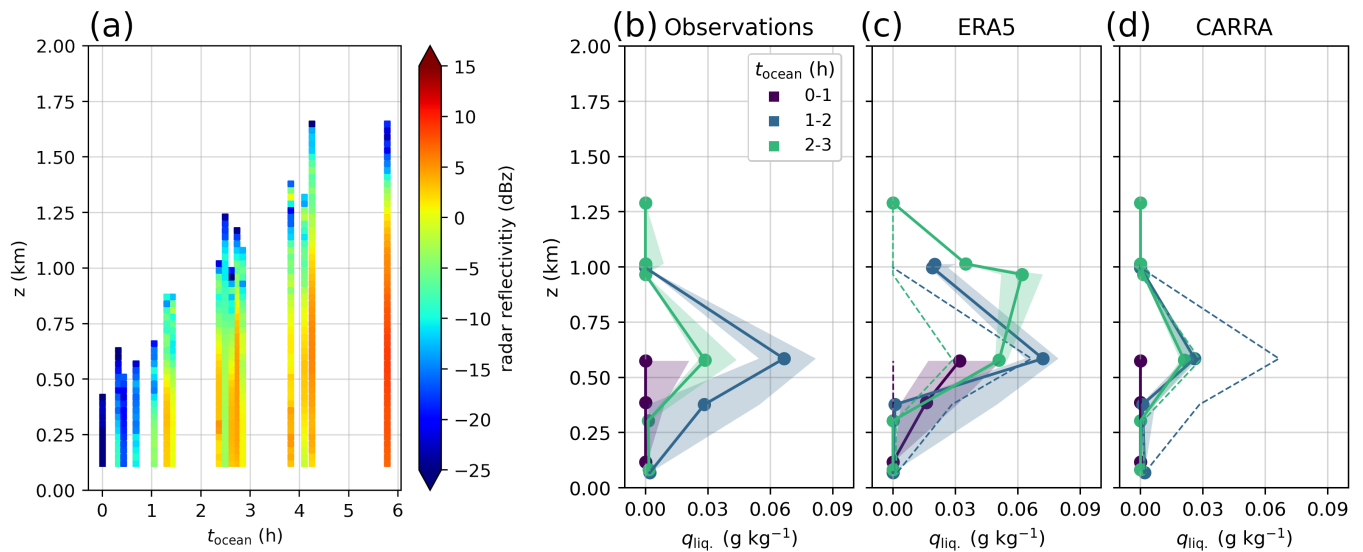 (a)
2.00
1.75
1.50
1.25
1.00
0.75
0.50
0.25
0.00
z (km)
0 1 2 3 4 5 6
t_ocean (h)
15
10
5
0
−5
−10
−15
−20
−25
radar reflectivitiy (dBz)
(b) Observations
2.00
1.75
1.50
1.25
1.00
0.75
0.50
0.25
0.00
z (km)
t_ocean (h)
0-1
1-2
2-3
0.00 0.03 0.06 0.09
q_liq. (g kg⁻¹)
(c) ERA5
0.00 0.03 0.06 0.09
q_liq. (g kg⁻¹)
(d) CARRA
0.00 0.03 0.06 0.09
q_liq. (g kg⁻¹)